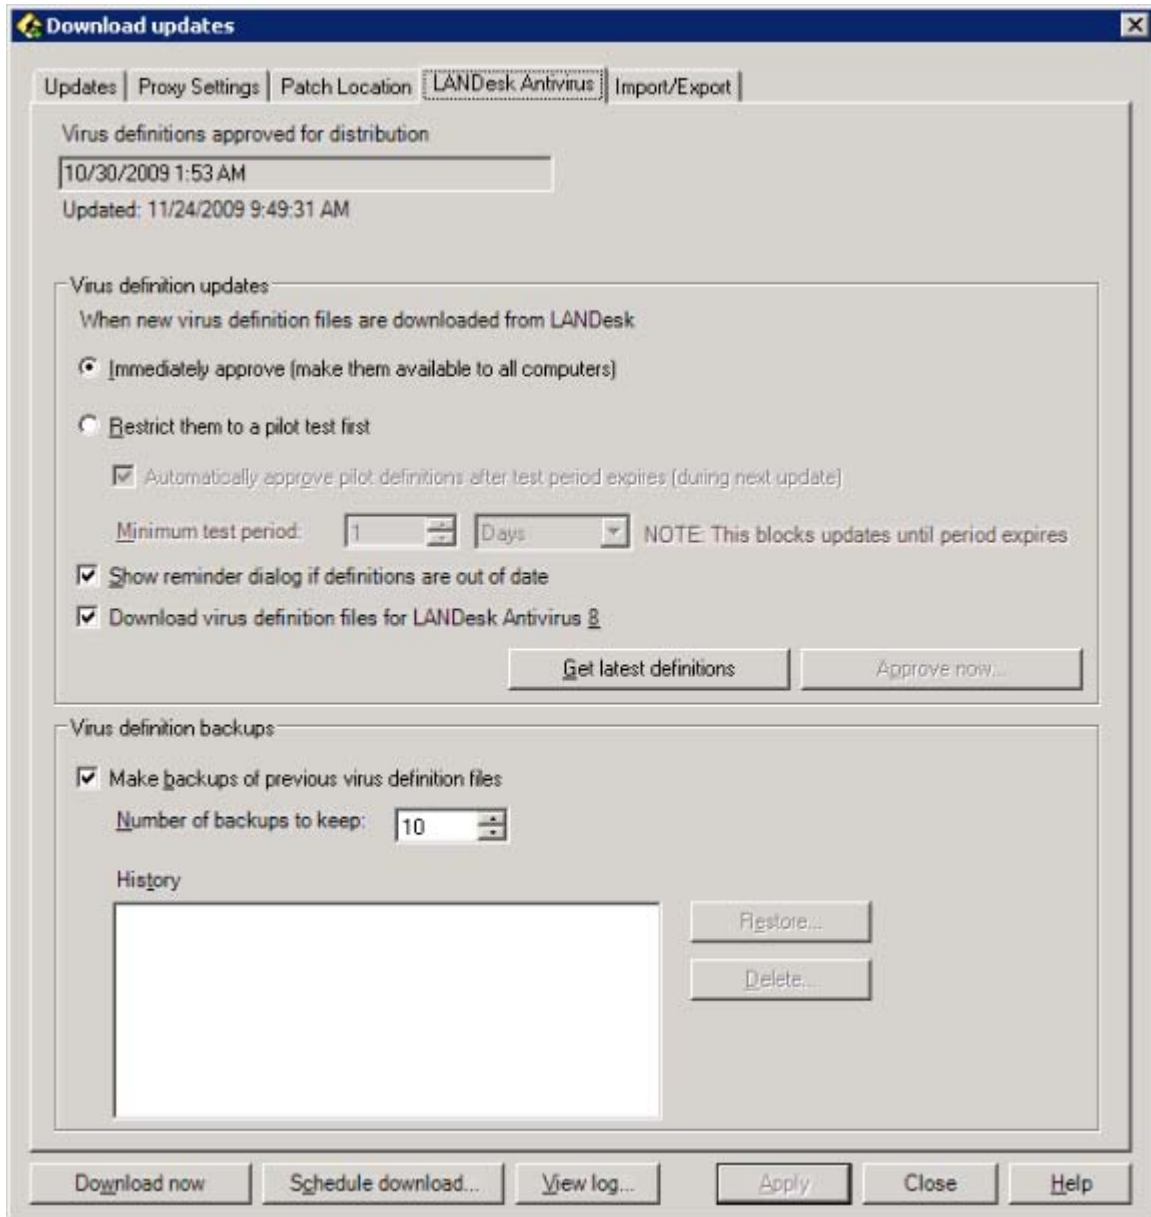 Download updates
Updates Proxy Settings Patch Location LANDesk Antivirus Import/Export
Virus definitions approved for distribution
10/30/2009 1:53 AM
Updated: 11/24/2009 9:49:31 AM
Virus definition updates
When new virus definition files are downloaded from LANDesk
Immediately approve (make them available to all computers)
Restrict them to a pilot test first
Automatically approve pilot definitions after test period expires (during next update)
Minimum test period: 1 Days NOTE: This blocks updates until period expires
Show reminder dialog if definitions are out of date
Download virus definition files for LANDesk Antivirus 8
Get latest definitions Approve now...
Virus definition backups
Make backups of previous virus definition files
Number of backups to keep: 10
History
Restore...
Delete...
Download now Schedule download... View log... Apply Close Help